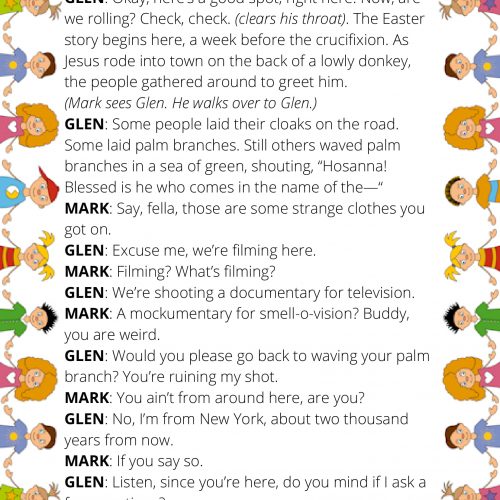 GLEN: Okay, here's a good spot, right here. Now, are
we rolling? Check, check. (clears his throat). The Easter
story begins here, a week before the crucifixion. As
Jesus rode into town on the back of a lowly donkey,
the people gathered around to greet him.
(Mark sees Glen. He walks over to Glen.)
GLEN: Some people laid their cloaks on the road.
Some laid palm branches. Still others waved palm
branches in a sea of green, shouting, “Hosanna!
Blessed is he who comes in the name of the—“
MARK: Say, fella, those are some strange clothes you
got on.
GLEN: Excuse me, we’re filming here.
MARK: Filming? What’s filming?
GLEN: We’re shooting a documentary for television.
MARK: A mockumentary for smell-o-vision? Buddy,
you are weird.
GLEN: Would you please go back to waving your palm
branch? You’re ruining my shot.
MARK: You ain’t from around here, are you?
GLEN: No, I’m from New York, about two thousand
years from now.
MARK: If you say so.
GLEN: Listen, since you’re here, do you mind if I ask a